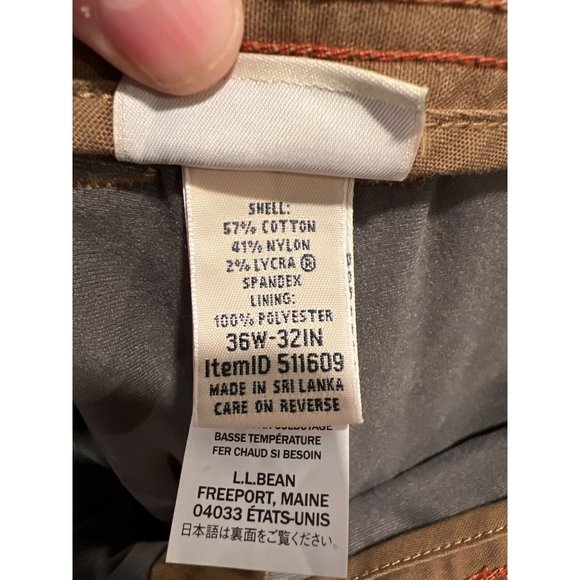 SHELL:
57% COTTON
41% NYLON
2% LYCRA ®
SPANDEX
LINING:
100% POLYESTER
36W-32IN
ItemID 511609
MADE IN SRI LANKA
CARE ON REVERSE
BASSE TEMPÉRATURE
FER CHAUD SI BESOIN
L.L.BEAN
FREEPORT, MAINE
04033 ÉTATS-UNIS
日本語は裏面をご覧ください